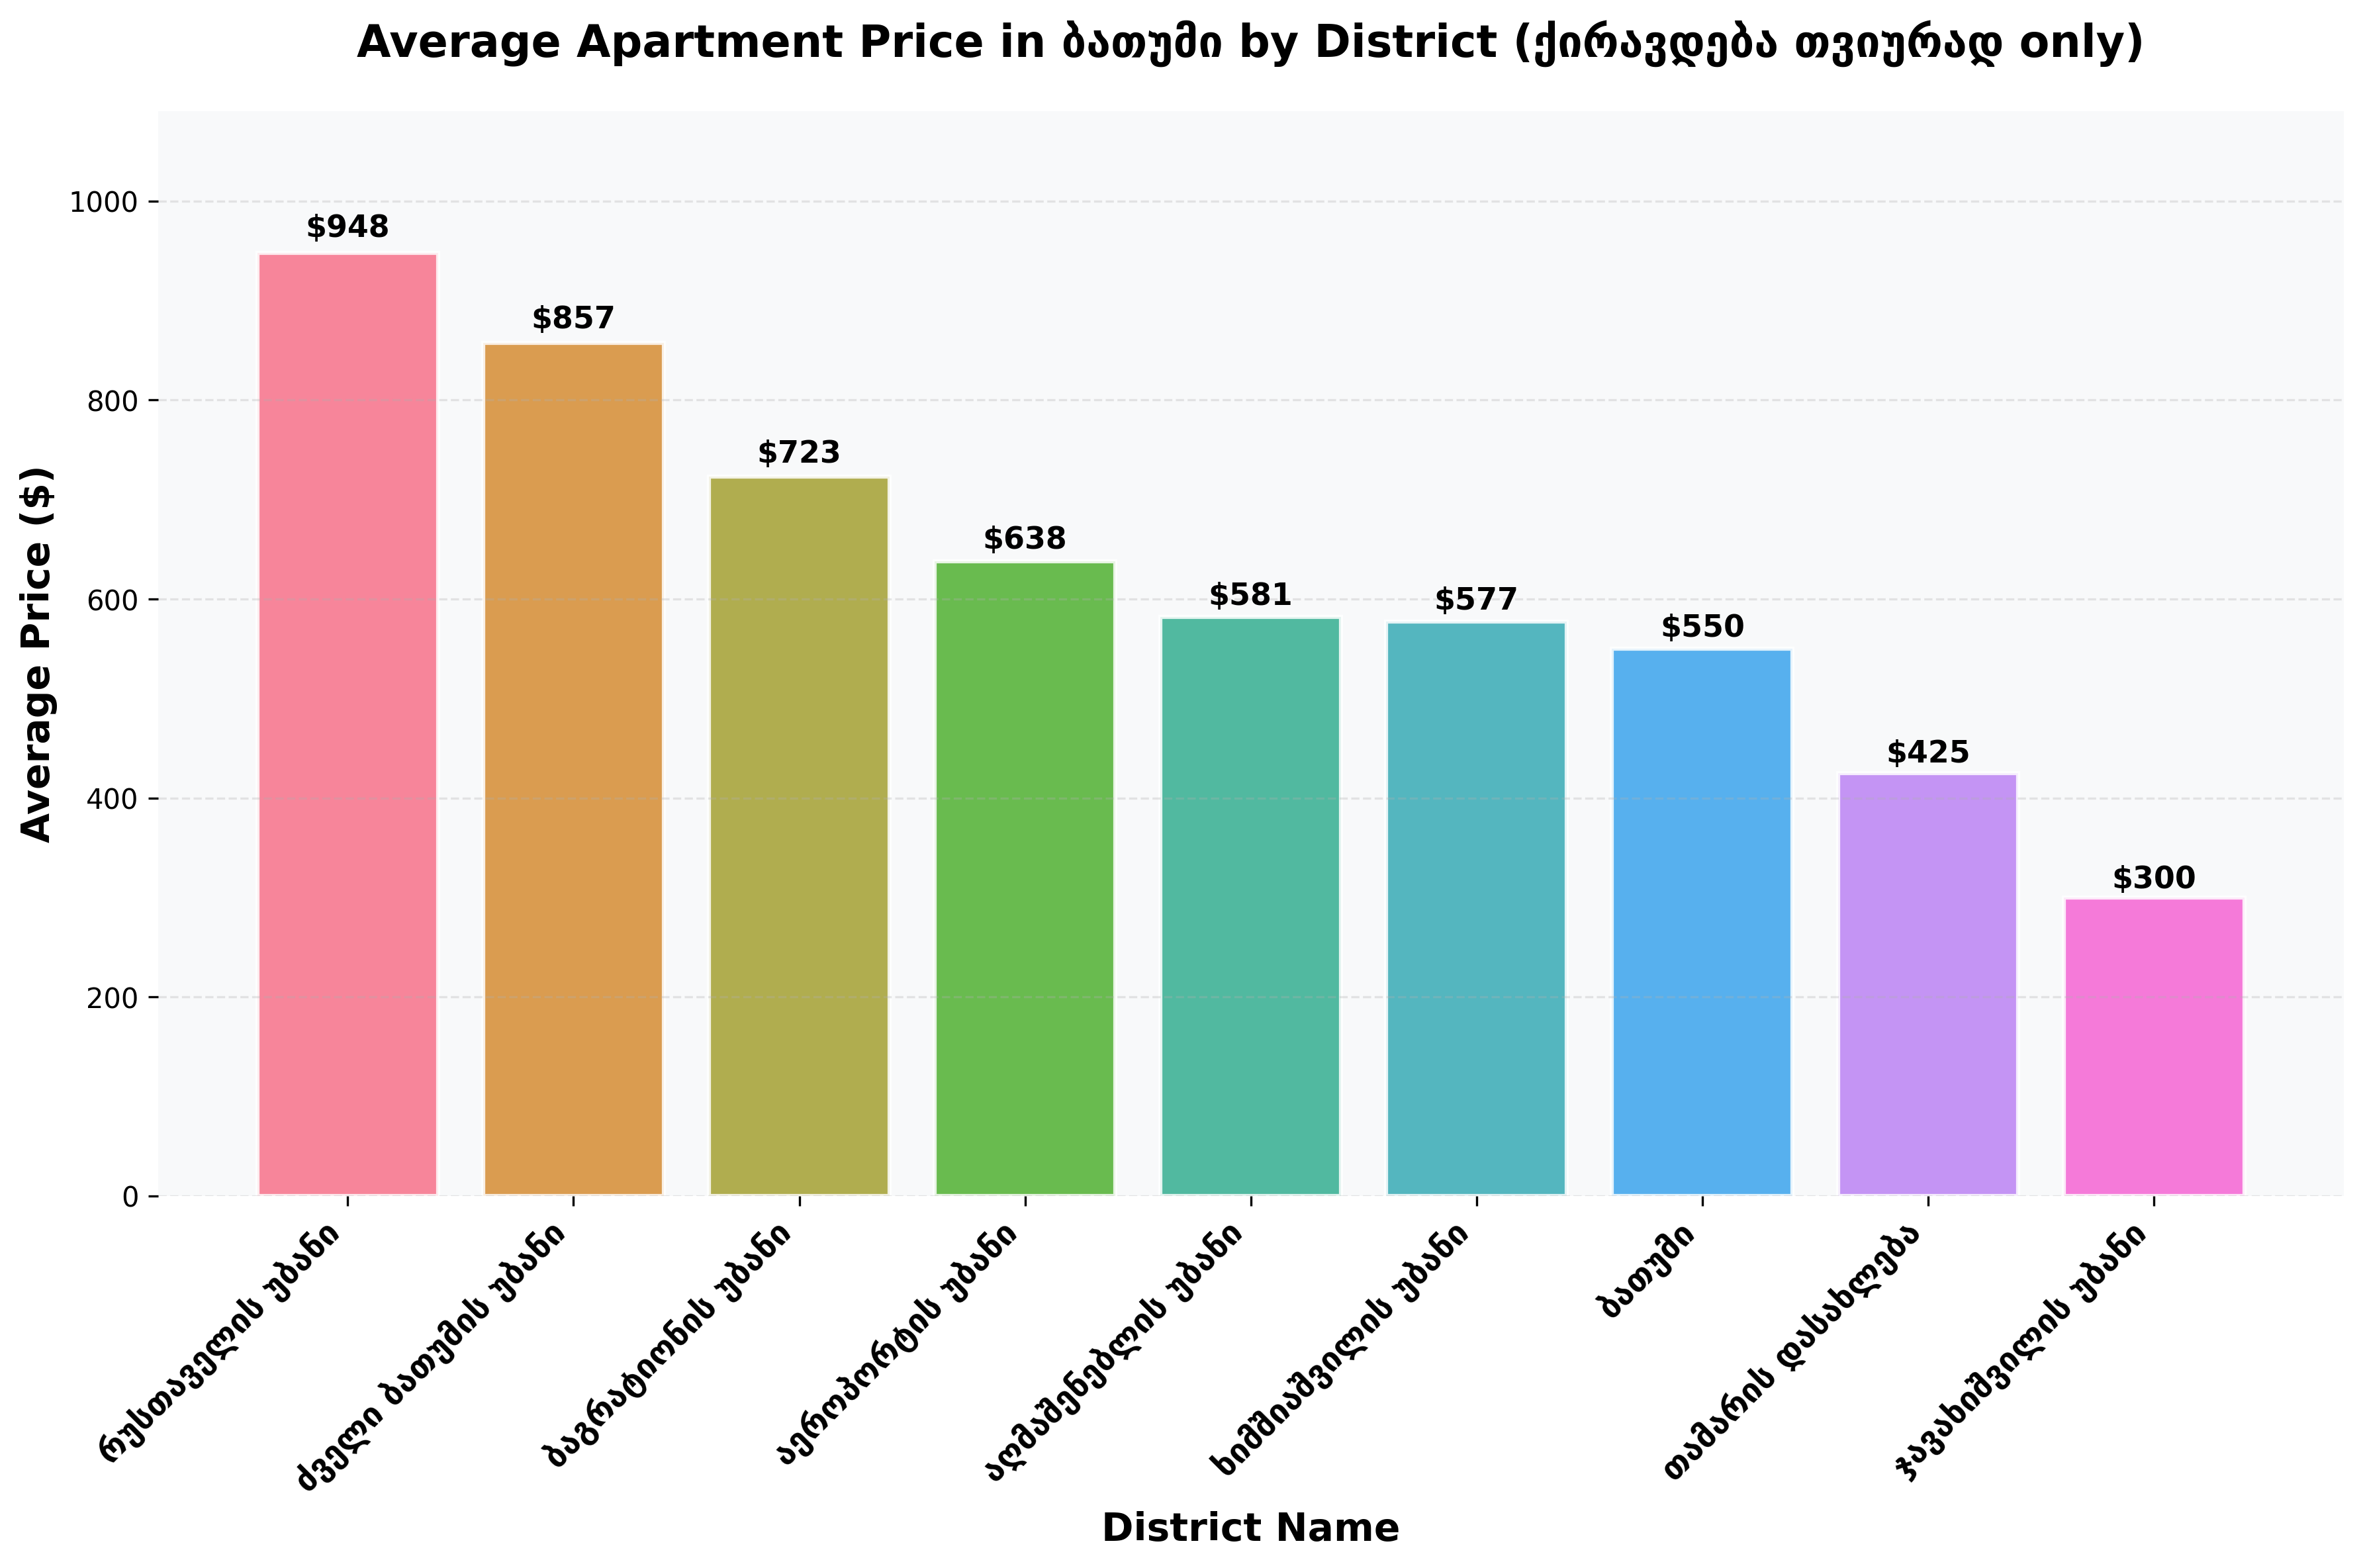 Average Apartment Price in ბათუმი by District (ქირავდება თვიურად only)
Average Price ($)
1000
800
600
400
200
0
$948
$857
$723
$638
$581
$577
$550
$425
$300
რუსთაველის უბანი
ძველი ბათუმის უბანი
ბაგრატიონის უბანი
აეროპორტის უბანი
აღმაშენებლის უბანი
ხიმშიაშვილის უბანი
ბათუმი
თამარის დასახლება
ჯავახიშვილის უბანი
District Name